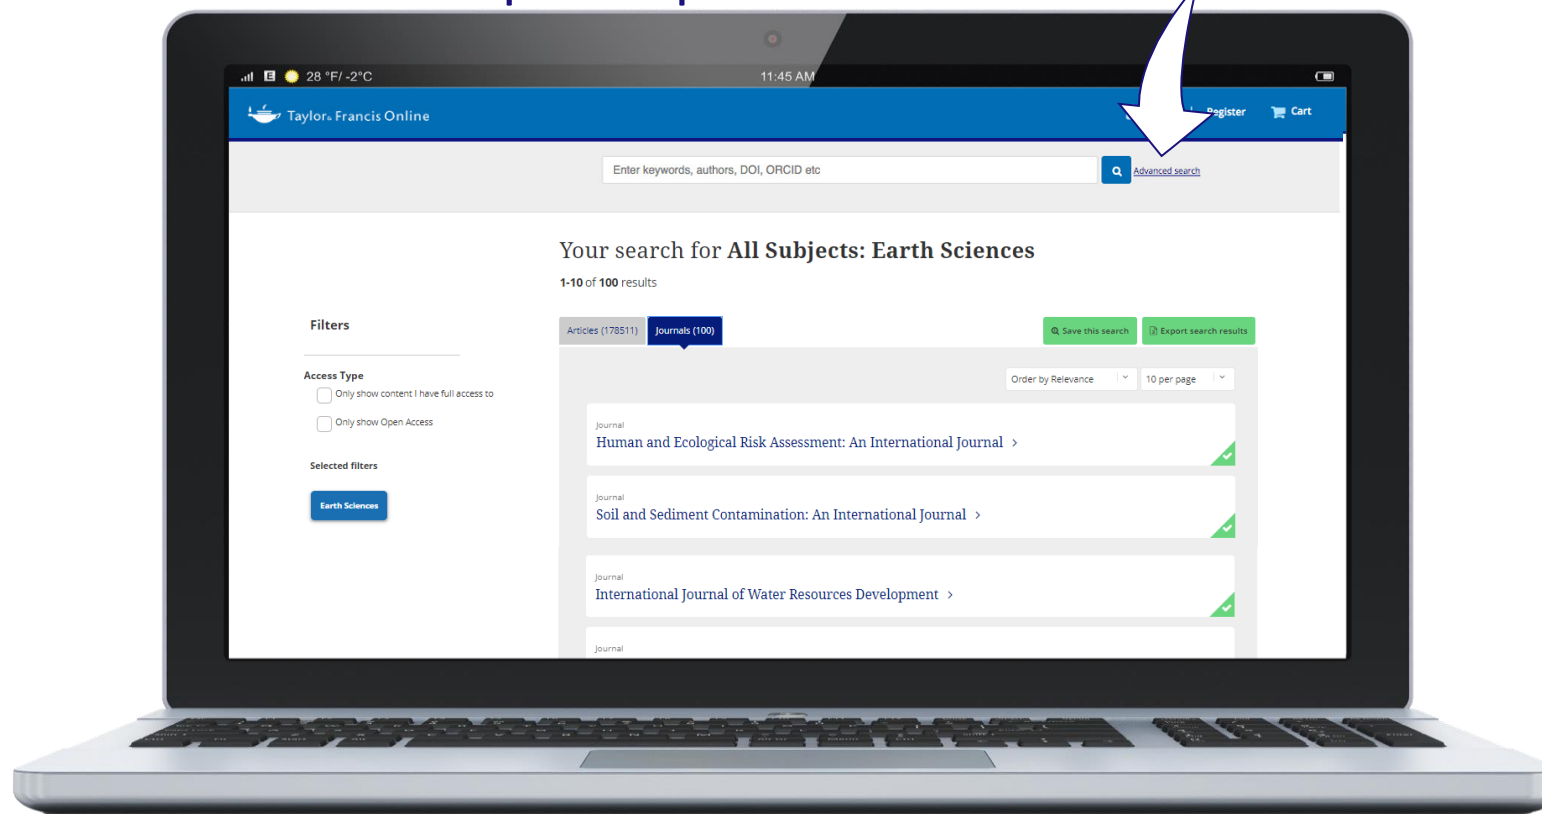 28 °F/ -2°C
11:45 AM
Taylor & Francis Online
Register
Cart
Enter keywords, authors, DOI, ORCID etc
Advanced search
Your search for All Subjects: Earth Sciences
1-10 of 100 results
Filters
Articles (178511)
Journals (100)
Save this search
Export search results
Access Type
Only show content I have full access to
Only show Open Access
Order by Relevance
10 per page
Selected filters
Earth Sciences
Journal
Human and Ecological Risk Assessment: An International Journal
Journal
Soil and Sediment Contamination: An International Journal
Journal
International Journal of Water Resources Development
Journal